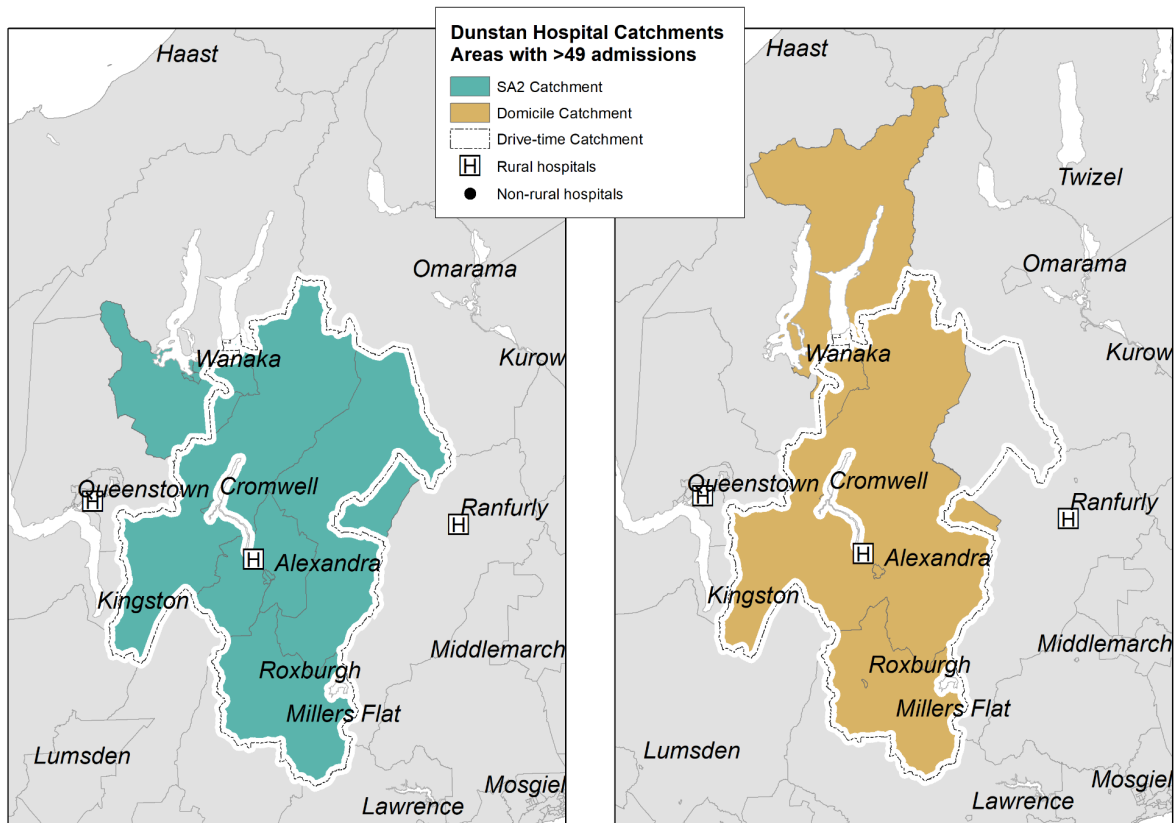 Dunstan Hospital Catchments
Areas with >49 admissions
SA2 Catchment
Domicile Catchment
Drive-time Catchment
H Rural hospitals
Non-rural hospitals
Haast
Omarama
Wanaka
Kurow
Queenstown
H
Cromwell
Ranfurly
H
H
Alexandra
Kingston
Middlemarch
Roxburgh
Millers Flat
Lumsden
Mosgiel
Lawrence
Haast
Twizel
Omarama
Wanaka
Kurow
Queenstown
H
Cromwell
Ranfurly
H
H
Alexandra
Kingston
Middlemarch
Roxburgh
Millers Flat
Lumsden
Mosgiel
Lawrence